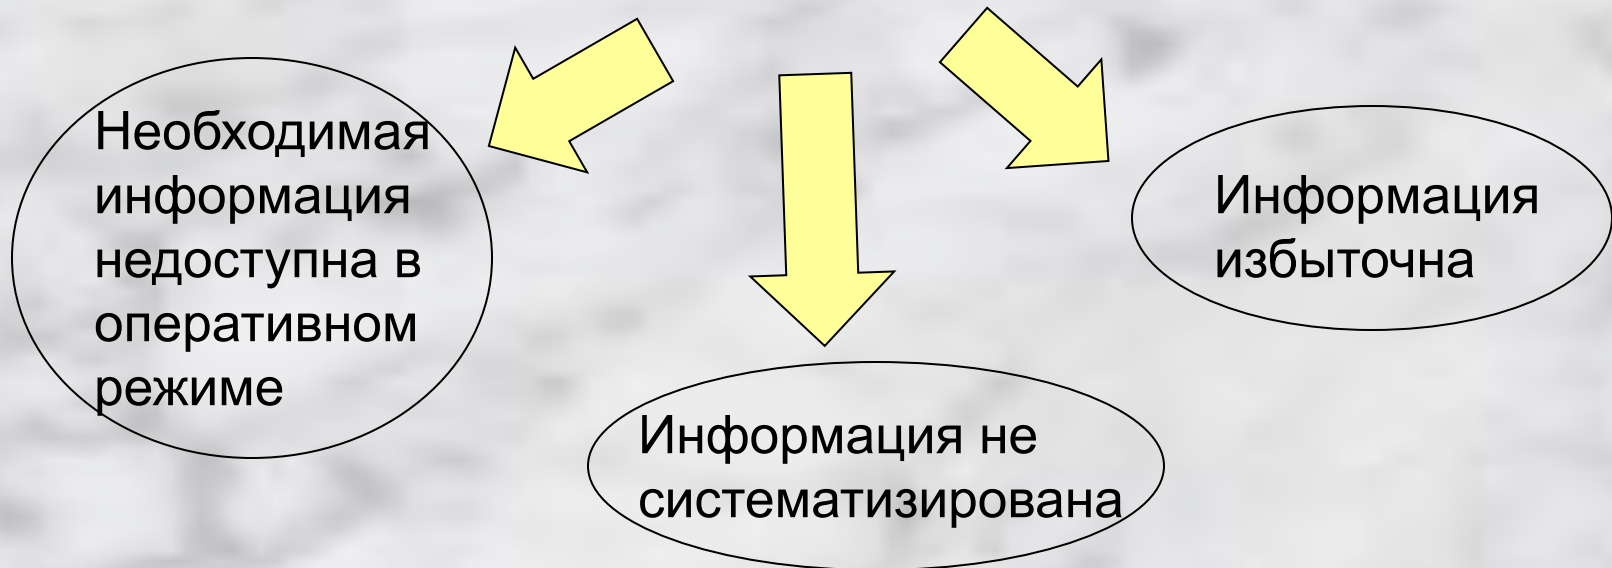 Необходимая
информация
недоступна в
оперативном
режиме
Информация не
систематизирована
Информация
избыточна